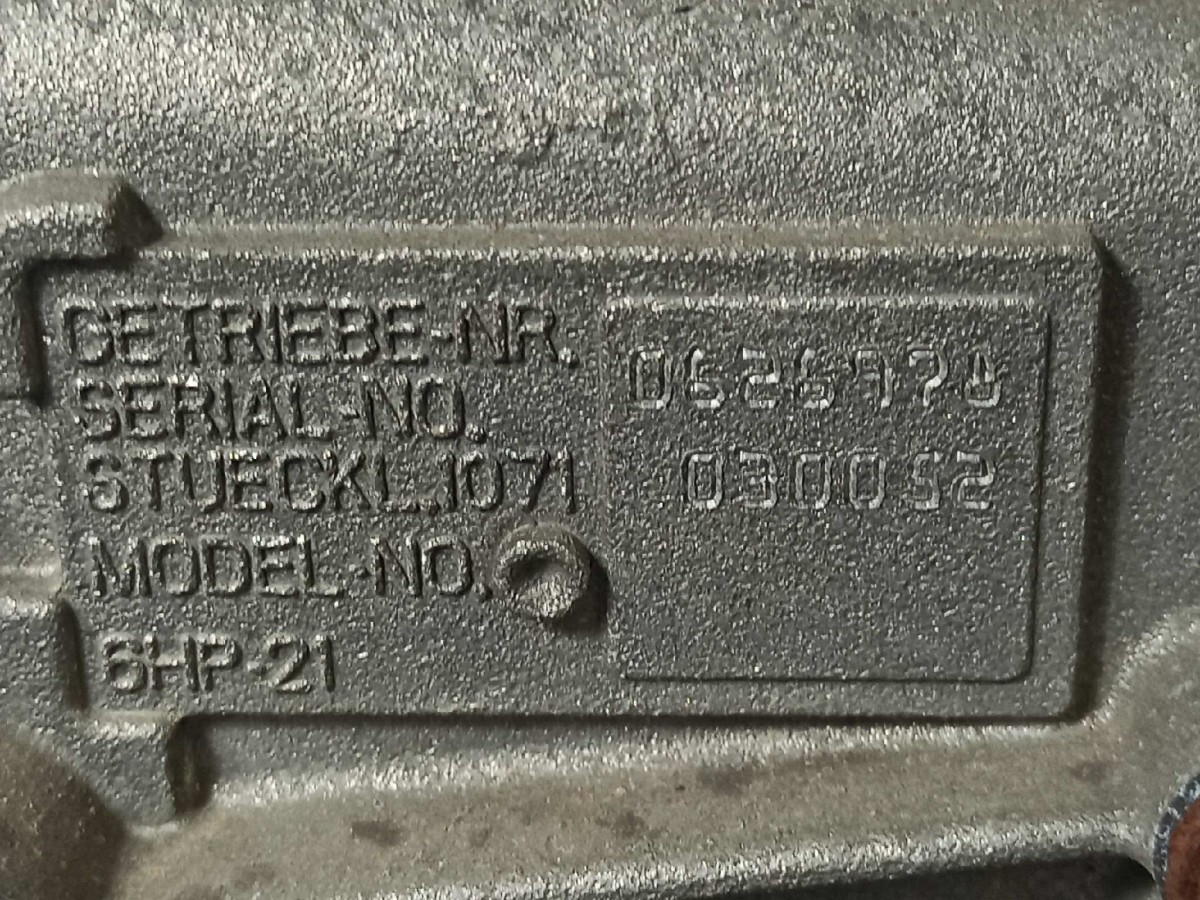 GETRIEBE-NR.
SERIAL-NO.
STUECKL. 1071 030052
MODEL-NO.
6HP-21